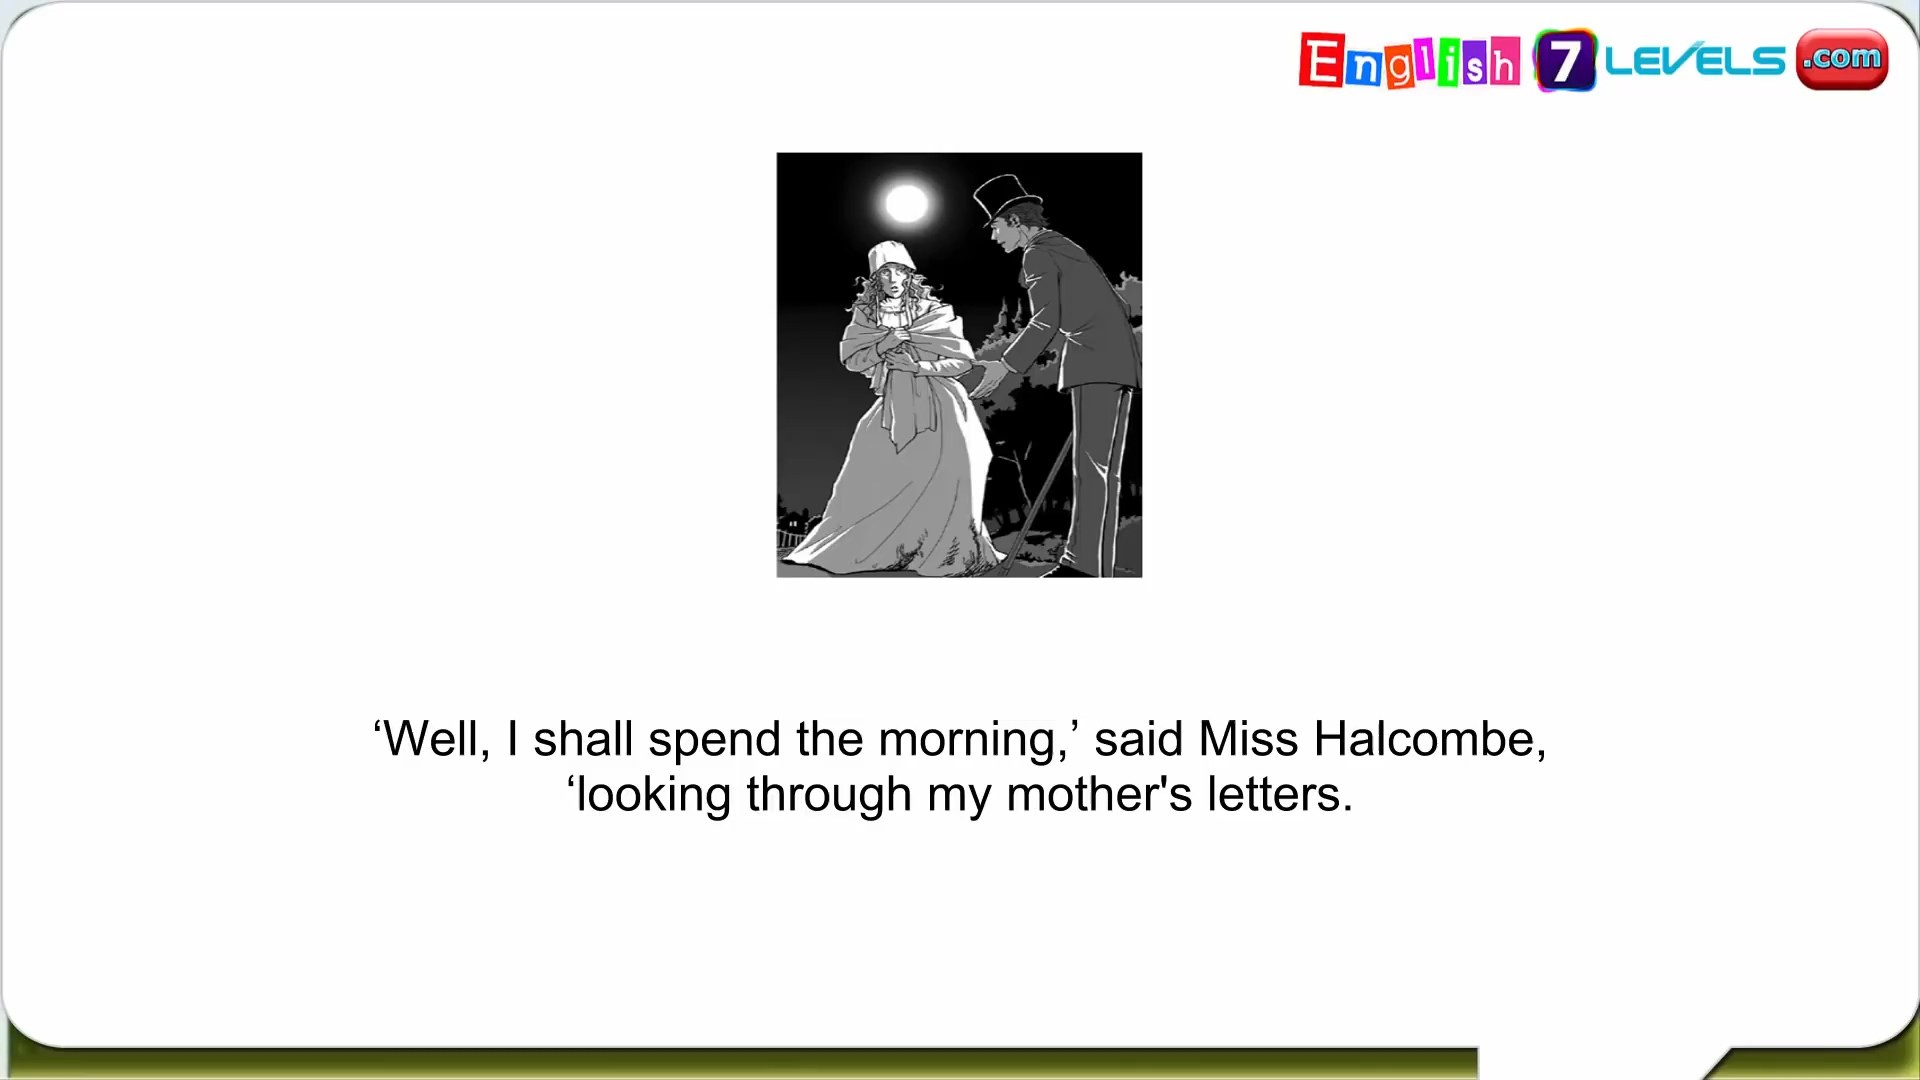 English 7 LEVELS .com
‘Well, I shall spend the morning,’ said Miss Halcombe,
‘looking through my mother's letters.